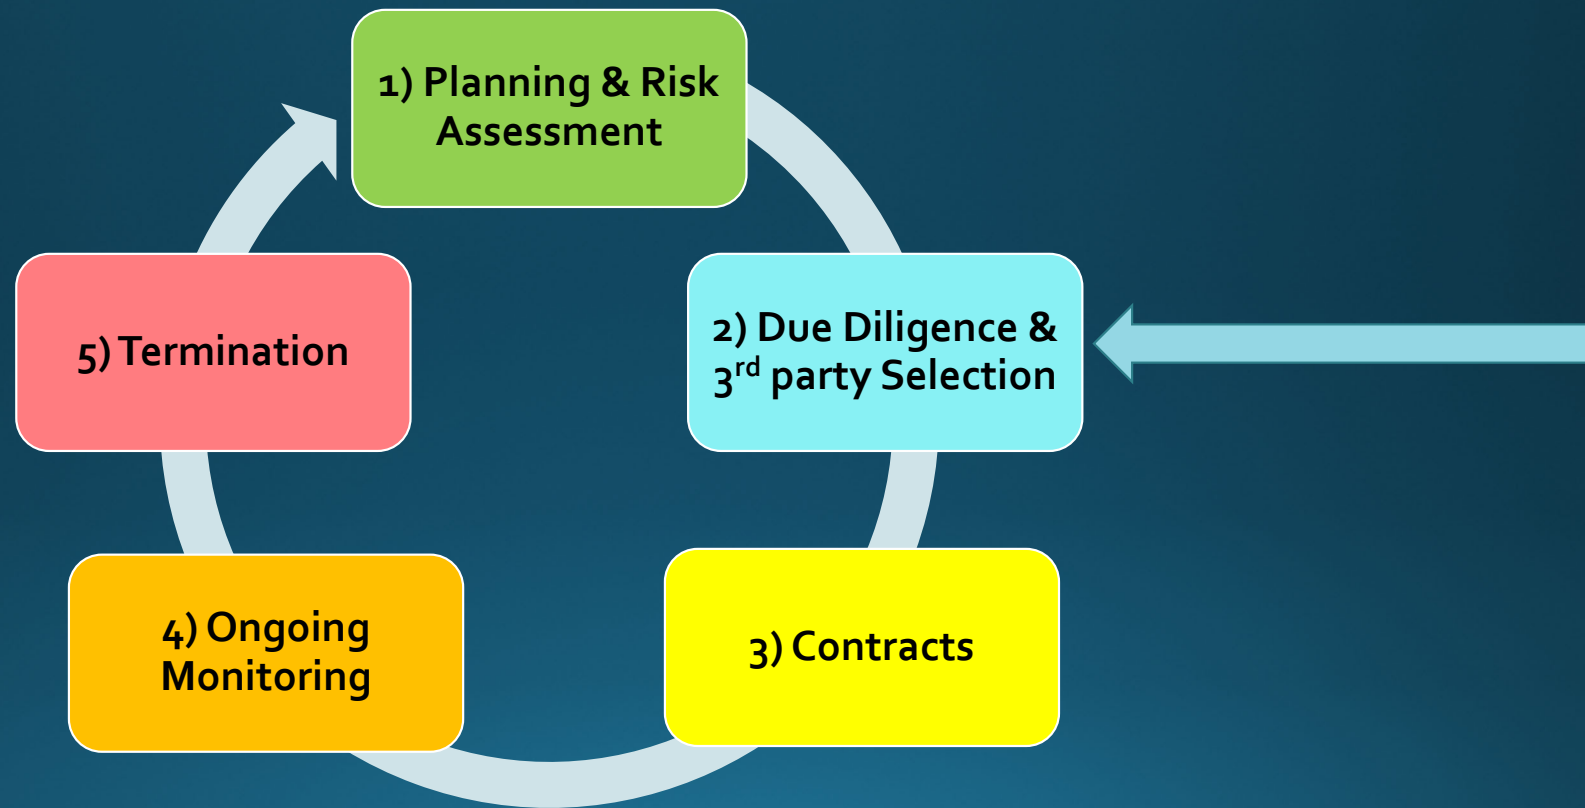 1) Planning & Risk
Assessment
2) Due Diligence &
3rd party Selection
3) Contracts
4) Ongoing
Monitoring
5) Termination